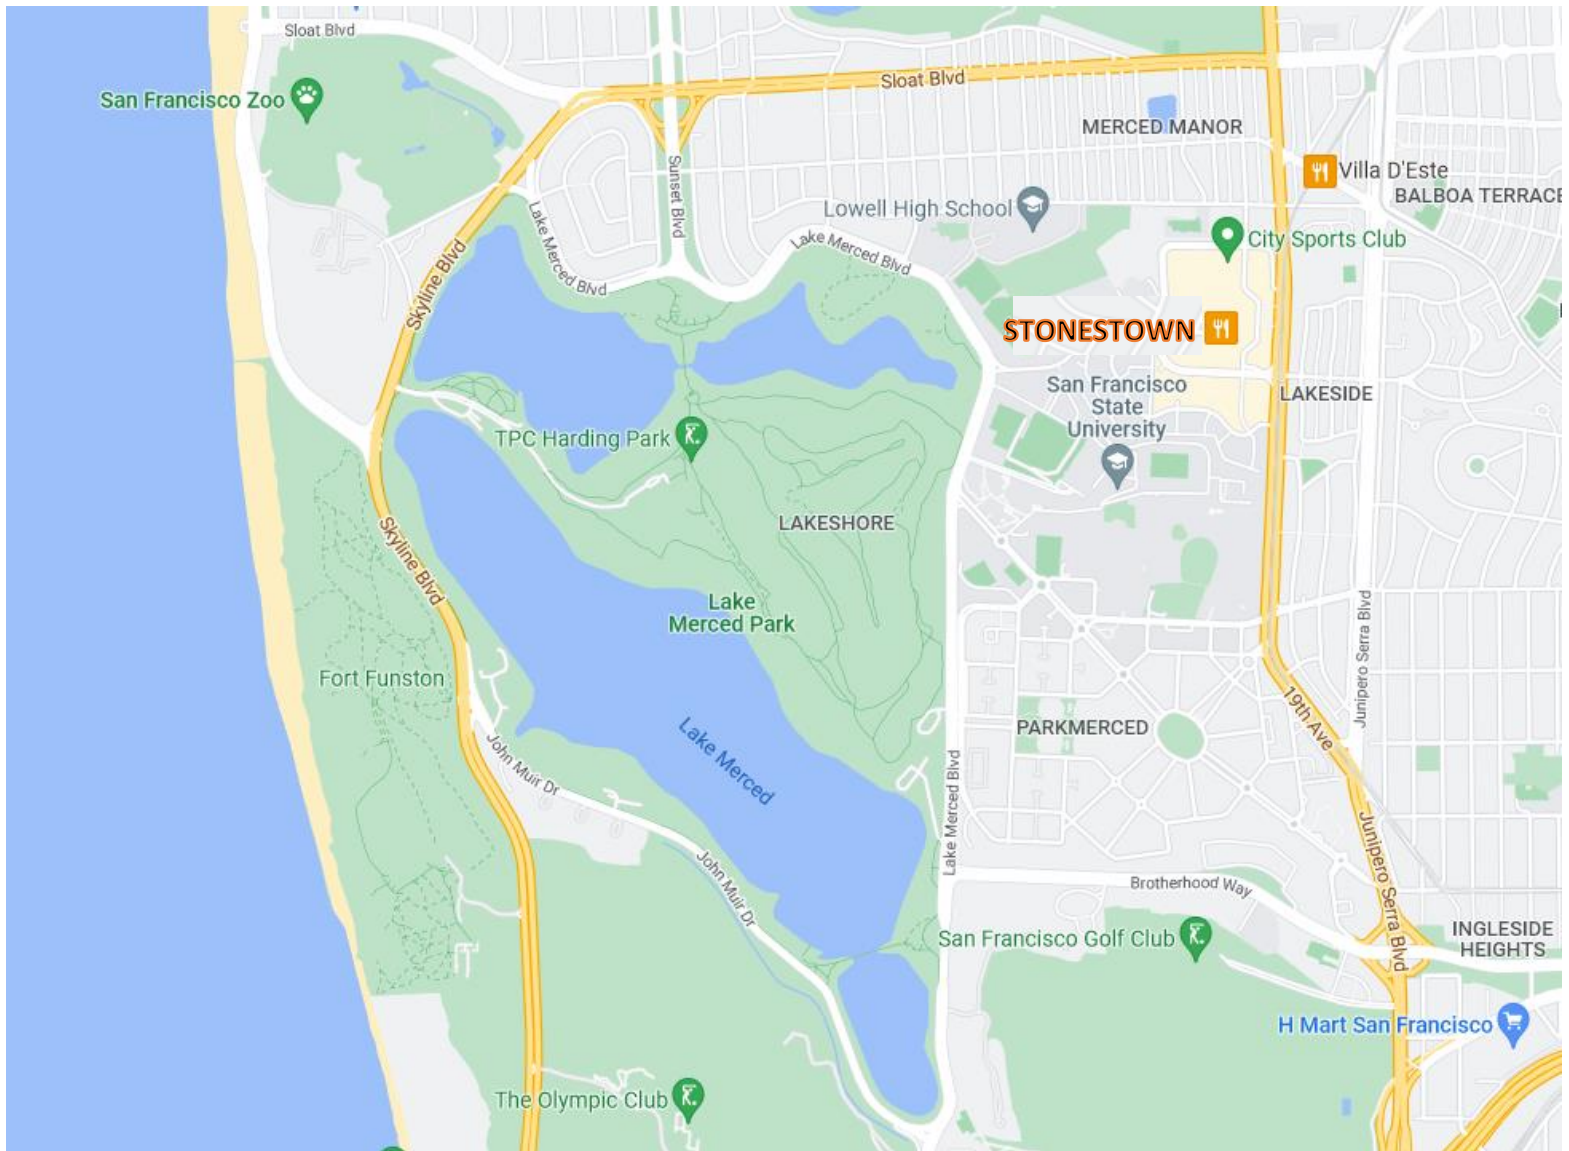 Sloat Blvd
San Francisco Zoo
Sloat Blvd
MERCED MANOR
Villa D'Este
BALBOA TERRACE
Sunset Blvd
Lowell High School
Lake Merced Blvd
Lake Merced Blvd
City Sports Club
Skyline Blvd
STONESTOWN
San Francisco
State
University
LAKESIDE
TPC Harding Park
LAKESHORE
Skyline Blvd
Lake
Merced Park
Junipero Serra Blvd
Fort Funston
19th Ave
PARKMERCED
Lake Merced
John Muir Dr
Lake Merced Blvd
Junipero Serra Blvd
John Muir Dr
Brotherhood Way
San Francisco Golf Club
INGLESIDE
HEIGHTS
H Mart San Francisco
The Olympic Club